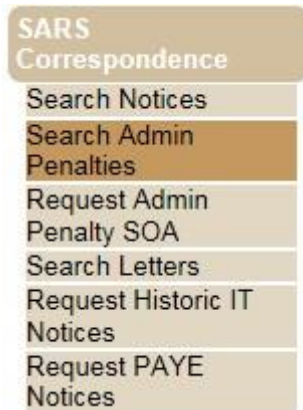 SARS
Correspondence
Search Notices
Search Admin
Penalties
Request Admin
Penalty SOA
Search Letters
Request Historic IT
Notices
Request PAYE
Notices